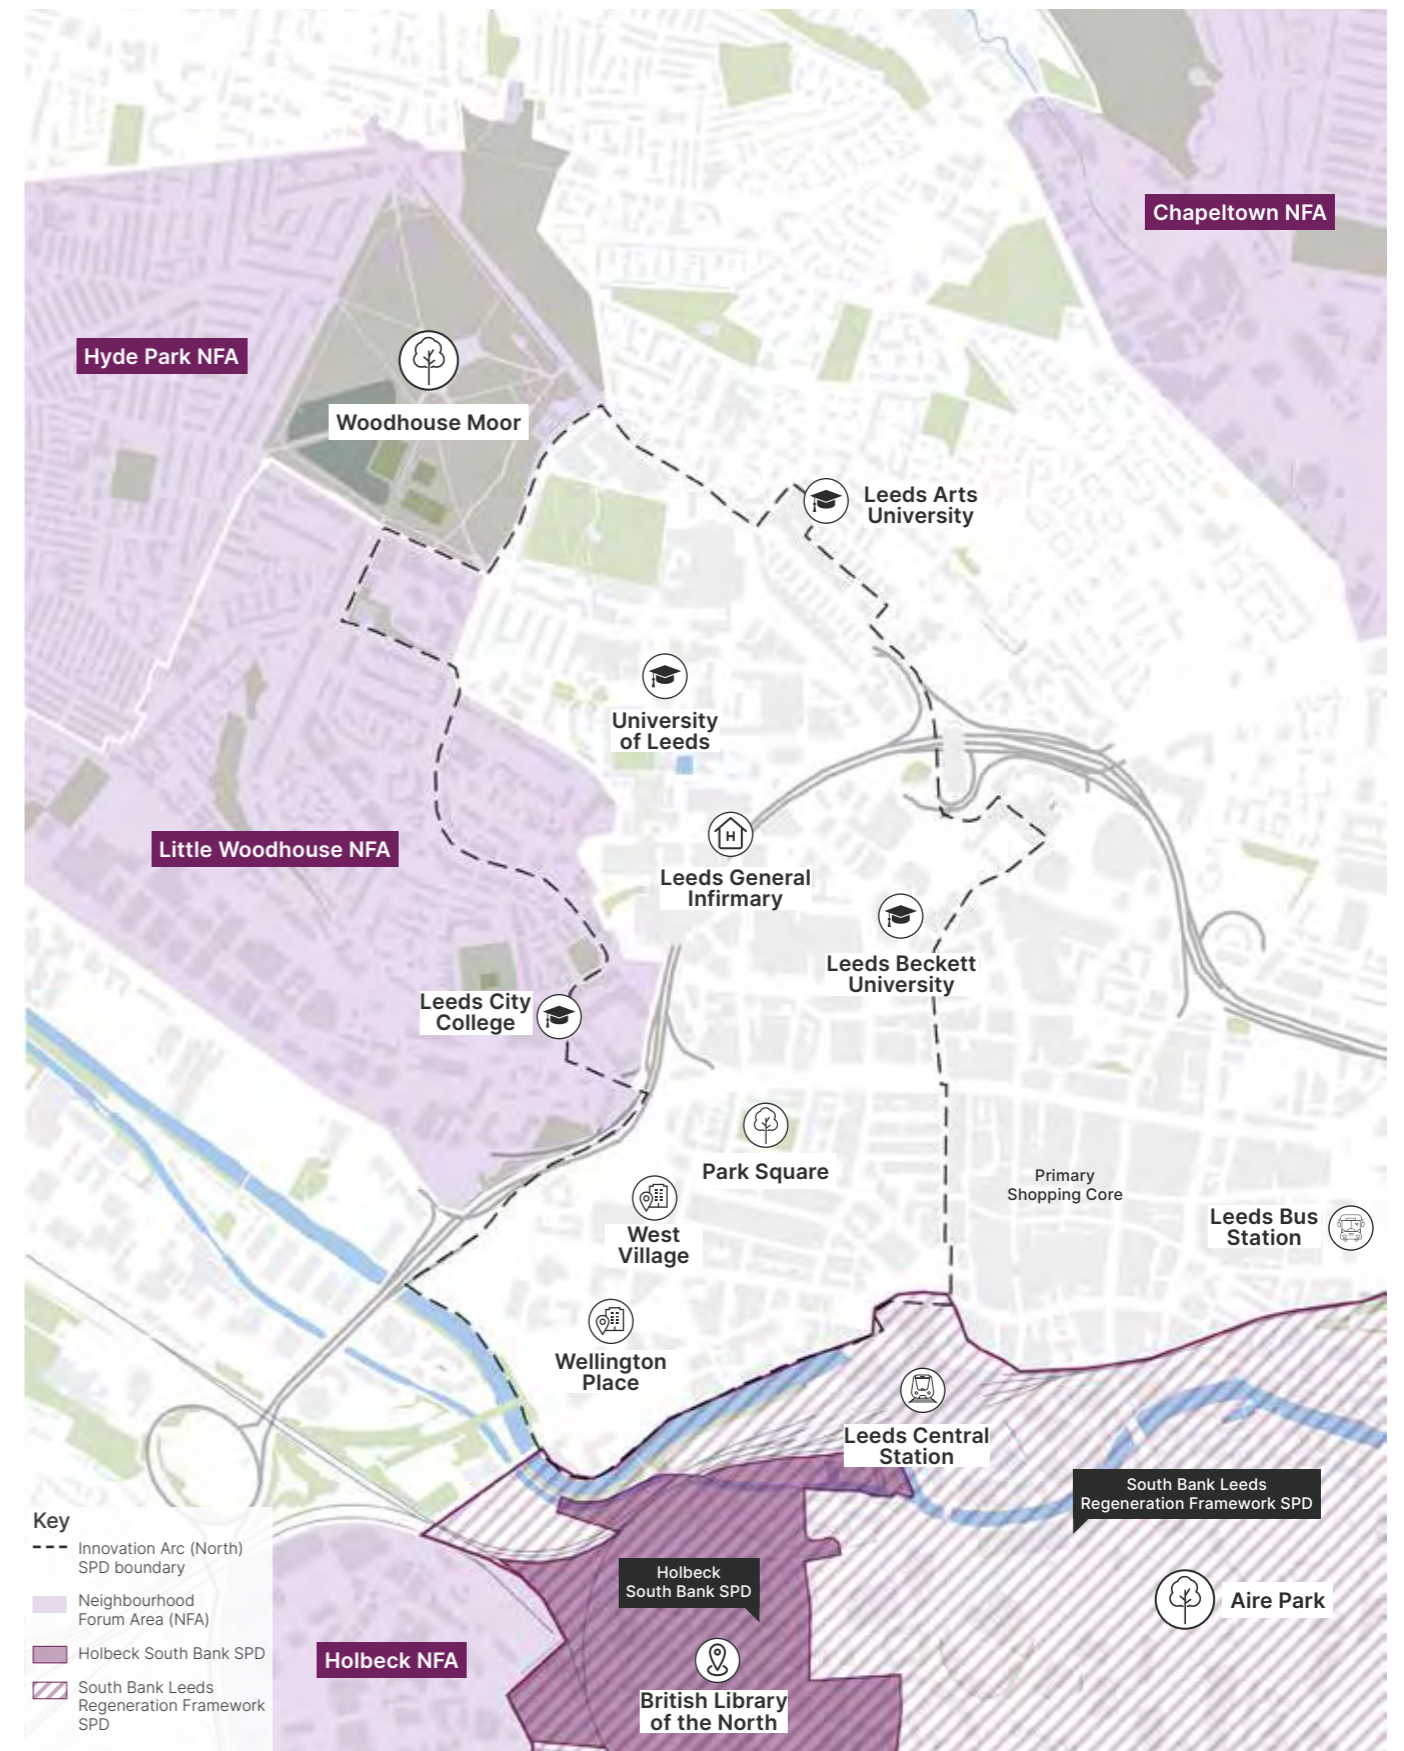 Chapeltown NFA
Hyde Park NFA
Woodhouse Moor
Leeds Arts
University
University
of Leeds
Little Woodhouse NFA
H
Leeds General
Infirmary
Leeds Beckett
University
Leeds City
College
Park Square
Primary
Shopping Core
West
Village
Leeds Bus
Station
Wellington
Place
Leeds Central
Station
South Bank Leeds
Regeneration Framework SPD
Holbeck
South Bank SPD
Aire Park
Holbeck NFA
British Library
of the North
Key
Innovation Arc (North)
SPD boundary
Neighbourhood
Forum Area (NFA)
Holbeck South Bank SPD
South Bank Leeds
Regeneration Framework
SPD